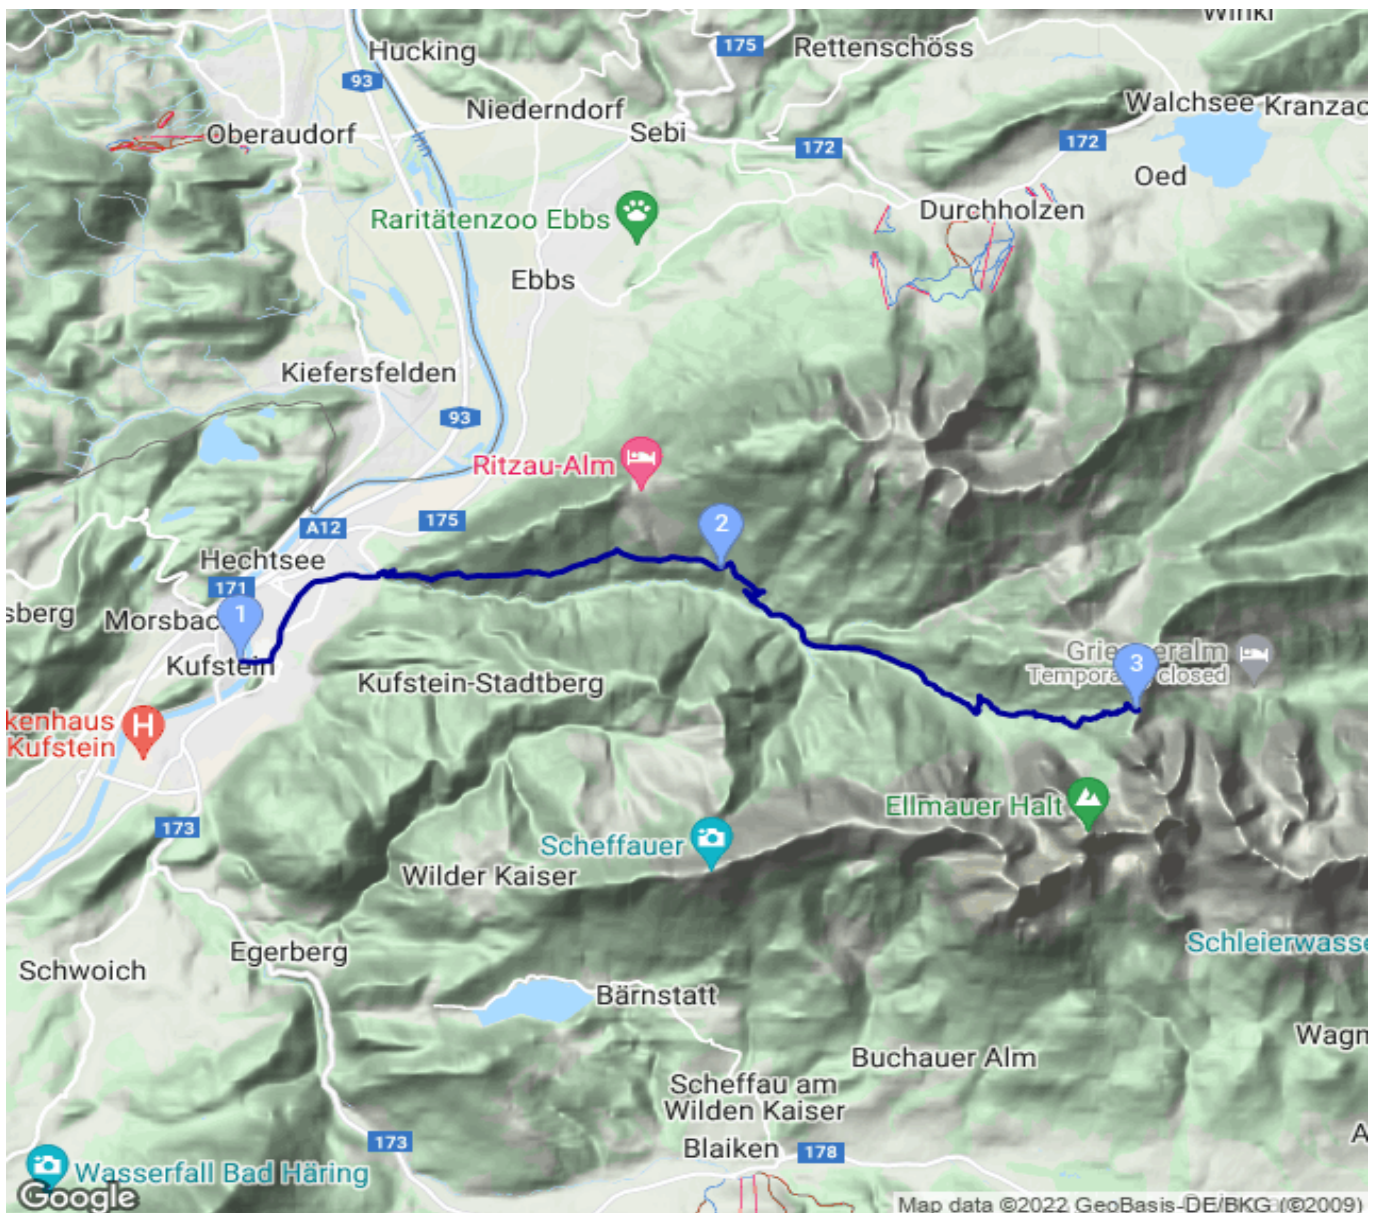 Winkl
Hucking
175
Rettenschöss
93
Niederndorf
Walchsee
Kranzac
Oberaudorf
Sebi
172
172
Oed
Raritätenzoo Ebbs
Durchholzen
Ebbs
Kiefersfelden
93
Ritzau-Alm
175
A12
2
Hechtsee
171
sberg
Morsbac
1
Kufstein
Kufstein-Stadtberg
3
Tempora
closed
kenhaus
Kufstein
H
Ellmauer Halt
173
Scheffauer
Wilder Kaiser
Schleierwasse
Egerberg
Schwoich
Bärnstatt
Wagn
Buchauer Alm
Scheffau am
Wilden Kaiser
173
Blaiken
178
A
Wasserfall Bad Häring
Google
Map data ©2022 GeoBasis-DE/BKG (©2009)